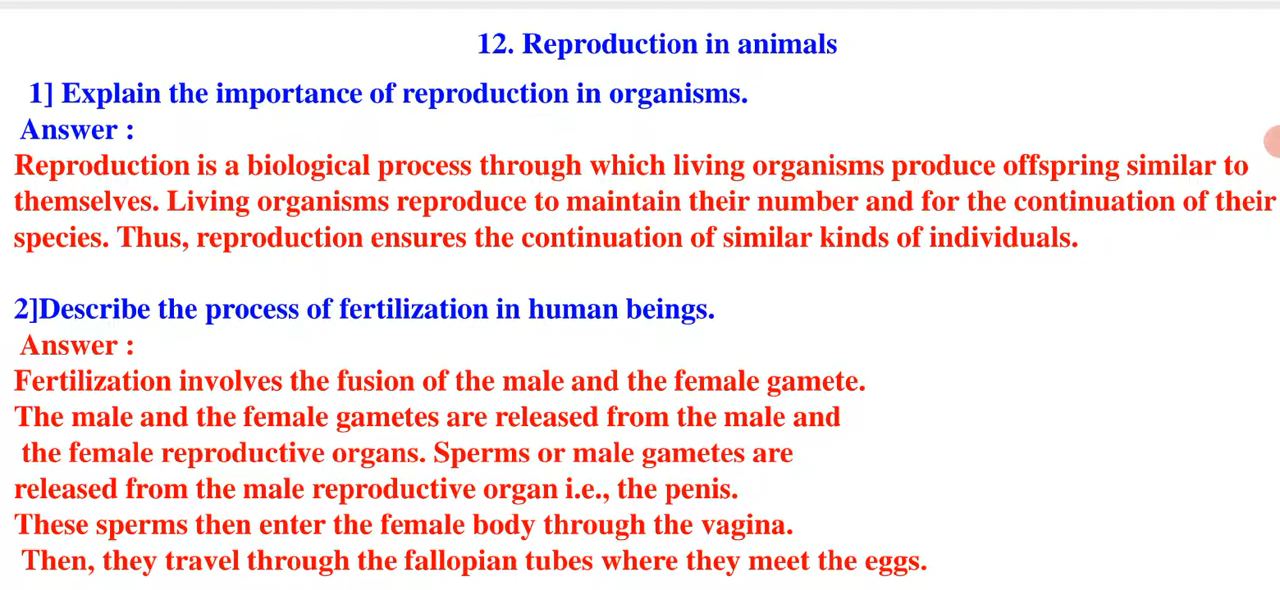 12. Reproduction in animals
1] Explain the importance of reproduction in organisms.
Answer :
Reproduction is a biological process through which living organisms produce offspring similar to
themselves. Living organisms reproduce to maintain their number and for the continuation of their
species. Thus, reproduction ensures the continuation of similar kinds of individuals.
2]Describe the process of fertilization in human beings.
Answer :
Fertilization involves the fusion of the male and the female gamete.
The male and the female gametes are released from the male and
the female reproductive organs. Sperms or male gametes are
released from the male reproductive organ i.e., the penis.
These sperms then enter the female body through the vagina.
Then, they travel through the fallopian tubes where they meet the eggs.